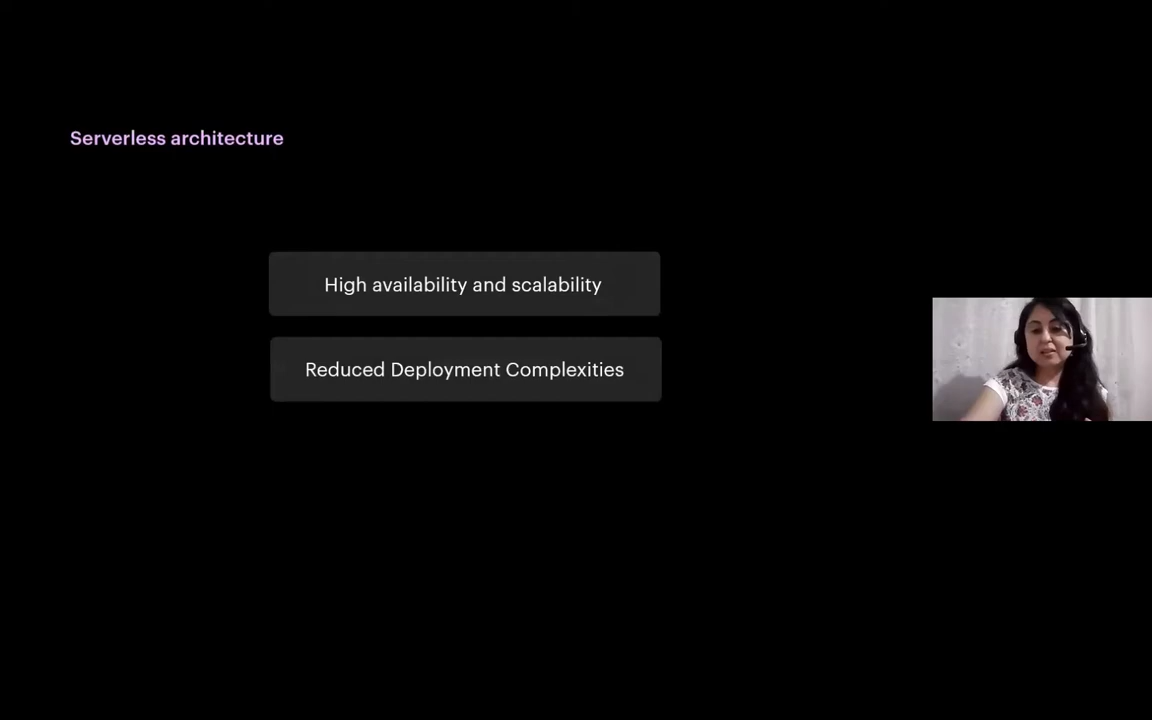 Serverless architecture
High availability and scalability
Reduced Deployment Complexities